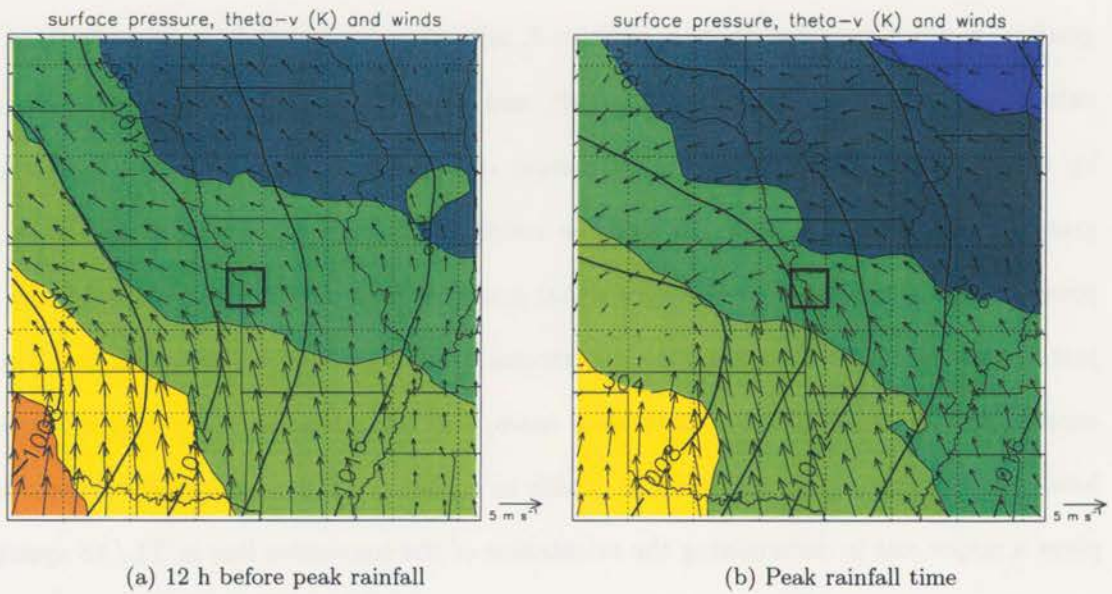 surface pressure, theta-v (K) and winds
1012
304
1008
1016
5 m s⁻¹
(a) 12 h before peak rainfall
surface pressure, theta-v (K) and winds
296
304
1008
1012
1016
5 m s⁻¹
(b) Peak rainfall time